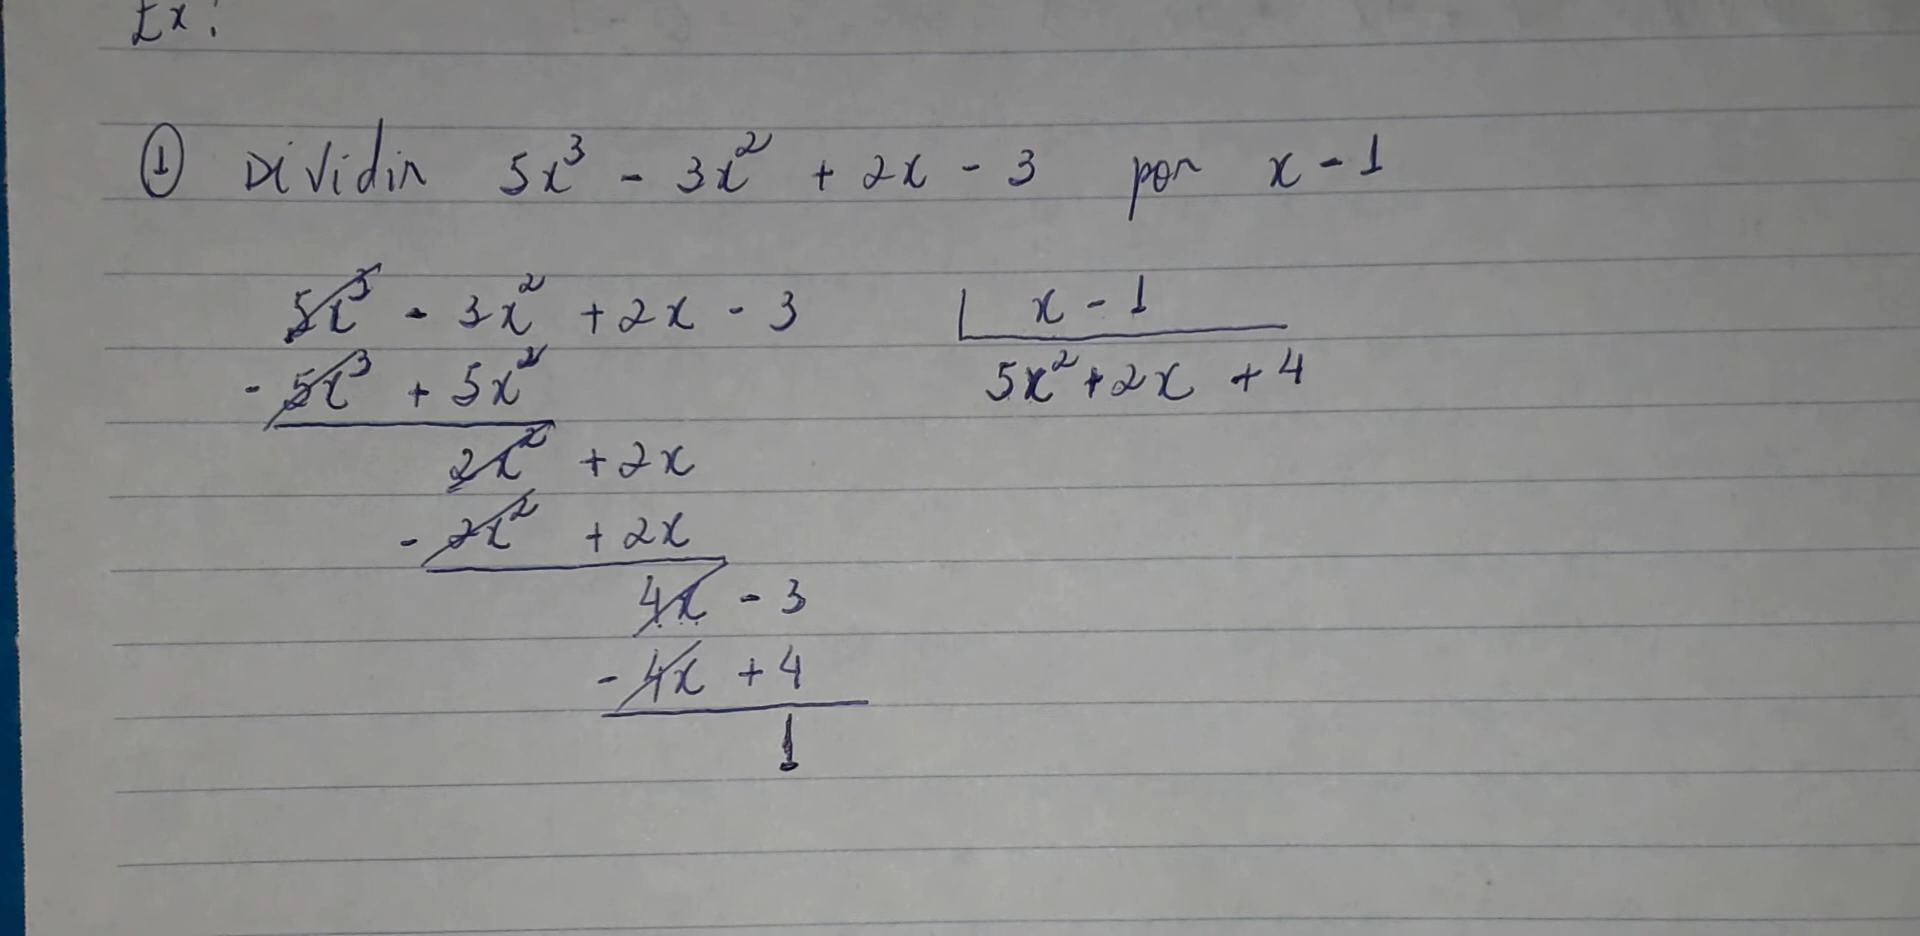 Ex:
① Dividir 5x³ - 3x² + 2x - 3 por x - 1
5x³ - 3x² + 2x - 3 | x - 1
- 5x³ + 5x² 5x² + 2x + 4
2x² + 2x
- 2x² + 2x
4x - 3
- 4x + 4
1